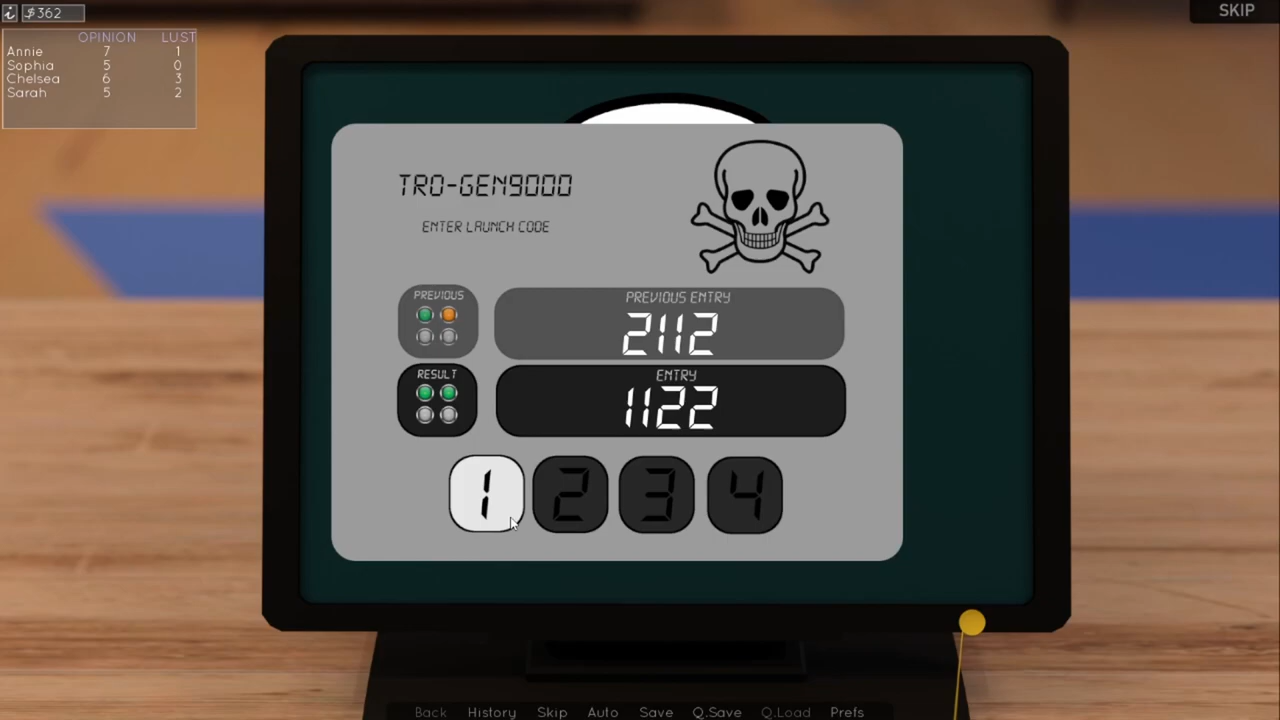 $362
SKIP
OPINION LUST
Annie 7 1
Sophia 5 0
Chelsea 6 3
Sarah 5 2
TRO-GEN9000
ENTER LAUNCH CODE
PREVIOUS
PREVIOUS ENTRY
2112
RESULT
ENTRY
1122
1 2 3 4
Back History Skip Auto Save Q.Save Q.Load Prefs